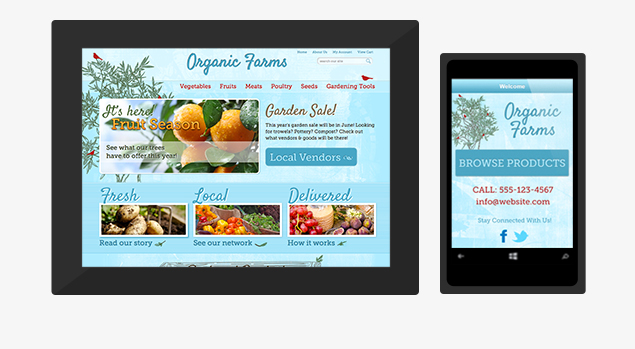 Home About Us My Account View Cart
Organic Farms
search our site
Vegetables Fruits Meats Poultry Seeds Gardening Tools
It's here!
Fruit Season
See what our trees
have to offer this year!
Garden Sale!
This year's garden sale will be in June! Looking
for trowels? Pottery? Compost? Check out
what vendors & goods will be there!
Local Vendors
Fresh
Local
Delivered
Read our story
See our network
How it works
Welcome
Organic
Farms
BROWSE PRODUCTS
CALL: 555-123-4567
info@website.com
Stay Connected With Us!
f